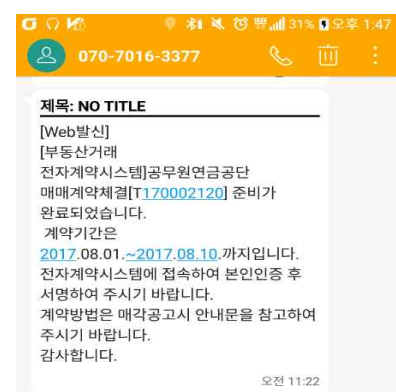 31% 오후 1:47
070-7016-3377
제목: NO TITLE
[Web발신]
[부동산거래
전자계약시스템]공무원연금공단
매매계약체결[T170002120] 준비가
완료되었습니다.
계약기간은
2017.08.01.~2017.08.10.까지입니다.
전자계약시스템에 접속하여 본인인증 후
서명하여 주시기 바랍니다.
계약방법은 매각공고시 안내문을 참고하여
주시기 바랍니다.
감사합니다.
오전 11:22